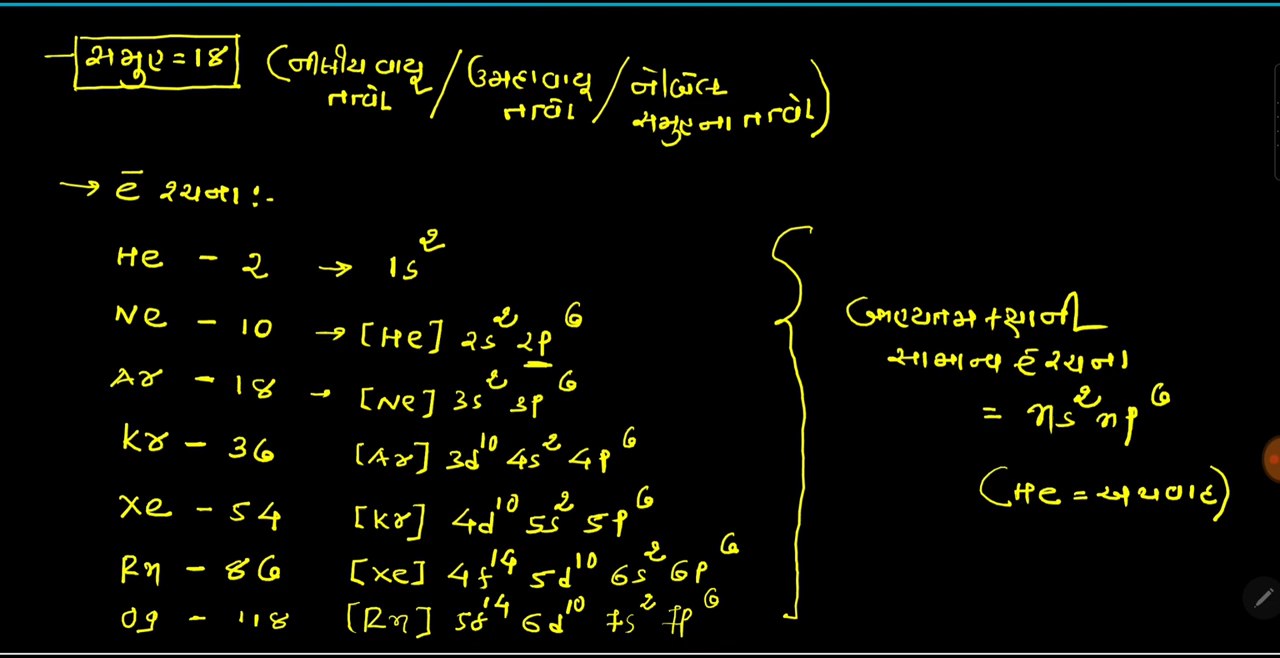 સમુહ = 18 (નિષ્ક્રીય વાયુ તત્વો / ઉમદાવાયુ તત્વો / નોબેલ સમુહના તત્વો)
→ ē રચના :-
He - 2 → 1s²
Ne - 10 → [He] 2s² 2p⁶
Ar - 18 → [Ne] 3s² 3p⁶
Kr - 36 [Ar] 3d¹⁰ 4s² 4p⁶
Xe - 54 [Kr] 4d¹⁰ 5s² 5p⁶
Rn - 86 [Xe] 4f¹⁴ 5d¹⁰ 6s² 6p⁶
Og - 118 [Rn] 5f¹⁴ 6d¹⁰ 7s² 7p⁶
સામાન્ય ē રચના
= ns² np⁶
(He = અપવાદ)